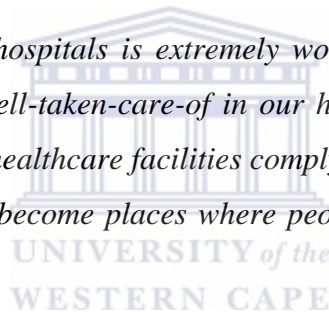 hospitals is extremely wo
ell-taken-care-of in our h
healthcare facilities comply
become places where peo
UNIVERSITY of the
WESTERN CAPE